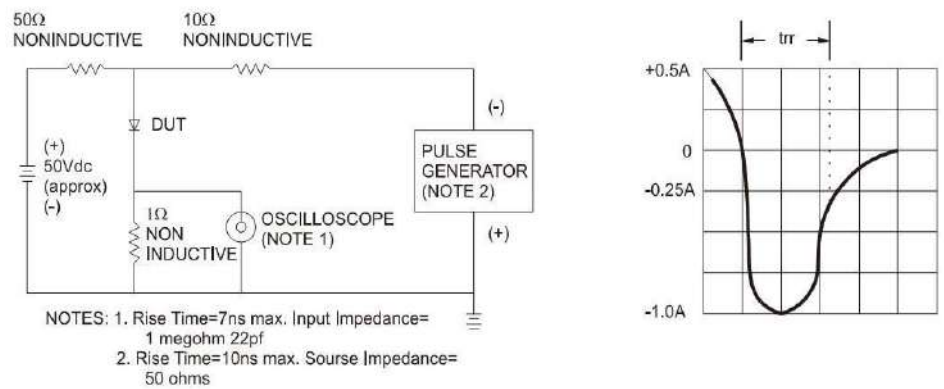 50Ω
NONINDUCTIVE
10Ω
NONINDUCTIVE
DUT
(+)
50Vdc
(approx)
(-)
1Ω
NON
INDUCTIVE
OSCILLOSCOPE
(NOTE 1)
(-)
PULSE
GENERATOR
(NOTE 2)
(+)
NOTES: 1. Rise Time=7ns max. Input Impedance=
1 megohm 22pf
2. Rise Time=10ns max. Sourse Impedance=
50 ohms
trr
+0.5A
0
-0.25A
-1.0A